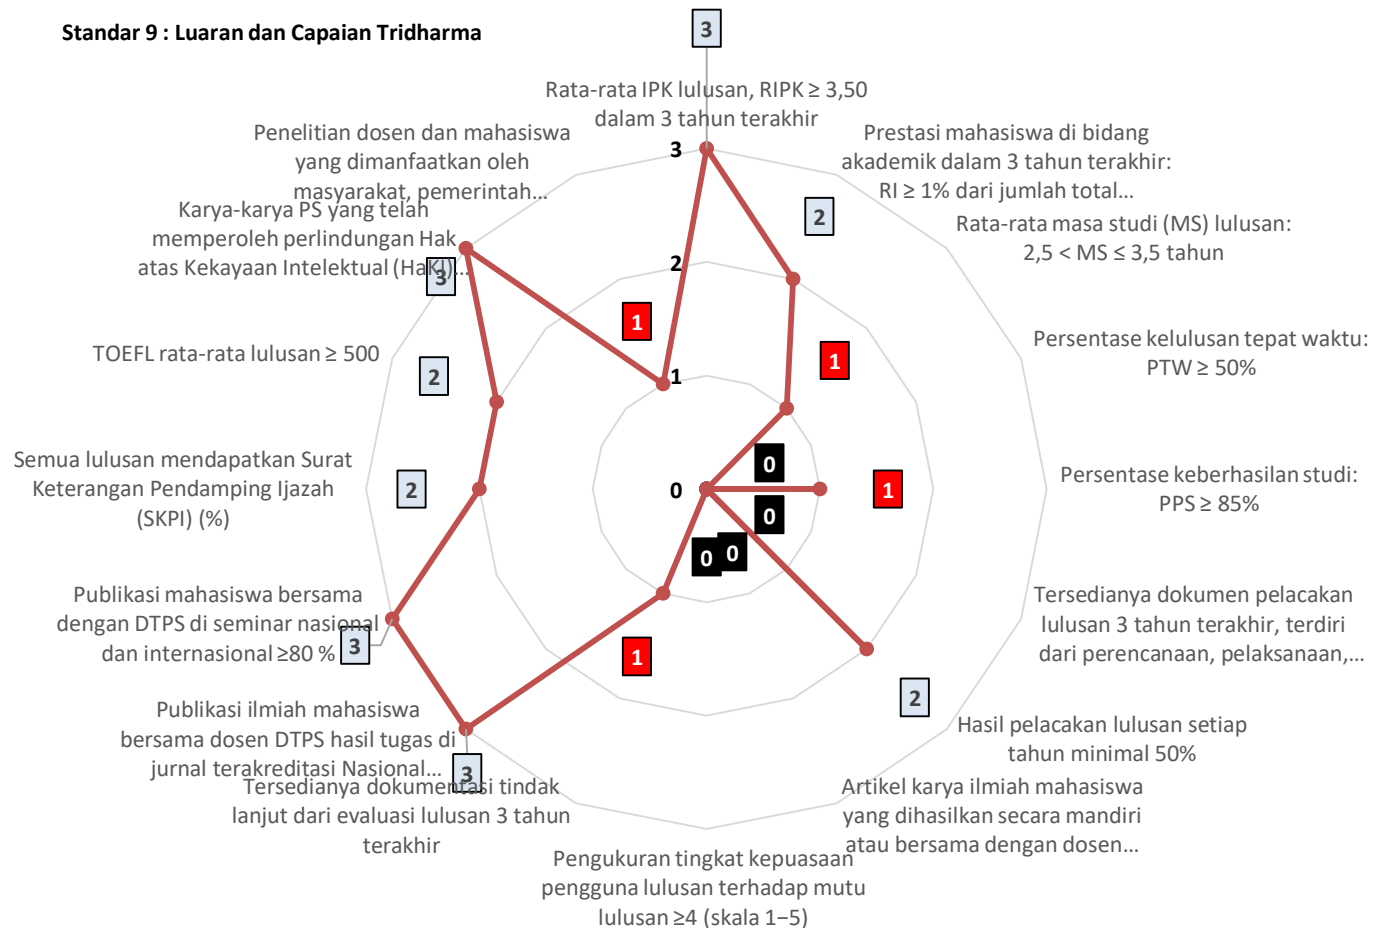 Standar 9 : Luaran dan Capaian Tridharma
3
Rata-rata IPK lulusan, RIPK ≥ 3,50
dalam 3 tahun terakhir
Prestasi mahasiswa di bidang
akademik dalam 3 tahun terakhir:
RI ≥ 1% dari jumlah total...
2
Rata-rata masa studi (MS) lulusan:
2,5 < MS ≤ 3,5 tahun
1
Persentase kelulusan tepat waktu:
PTW ≥ 50%
0
Persentase keberhasilan studi:
PPS ≥ 85%
1
Tersedianya dokumen pelacakan
lulusan 3 tahun terakhir, terdiri
dari perencanaan, pelaksanaan,...
0
Hasil pelacakan lulusan setiap
tahun minimal 50%
2
Artikel karya ilmiah mahasiswa
yang dihasilkan secara mandiri
atau bersama dengan dosen...
0
Pengukuran tingkat kepuasaan
pengguna lulusan terhadap mutu
lulusan ≥4 (skala 1–5)
0
Tersedianya dokumentasi tindak
lanjut dari evaluasi lulusan 3 tahun
terakhir
1
Publikasi ilmiah mahasiswa
bersama dosen DTPS hasil tugas di
jurnal terakreditasi Nasional...
3
Publikasi mahasiswa bersama
dengan DTPS di seminar nasional
dan internasional ≥80 %
3
Semua lulusan mendapatkan Surat
Keterangan Pendamping Ijazah
(SKPI) (%)
2
TOEFL rata-rata lulusan ≥ 500
2
Karya-karya PS yang telah
memperoleh perlindungan Hak
atas Kekayaan Intelektual (HaKI)...
3
Penelitian dosen dan mahasiswa
yang dimanfaatkan oleh
masyarakat, pemerintah...
1
3
2
1
0